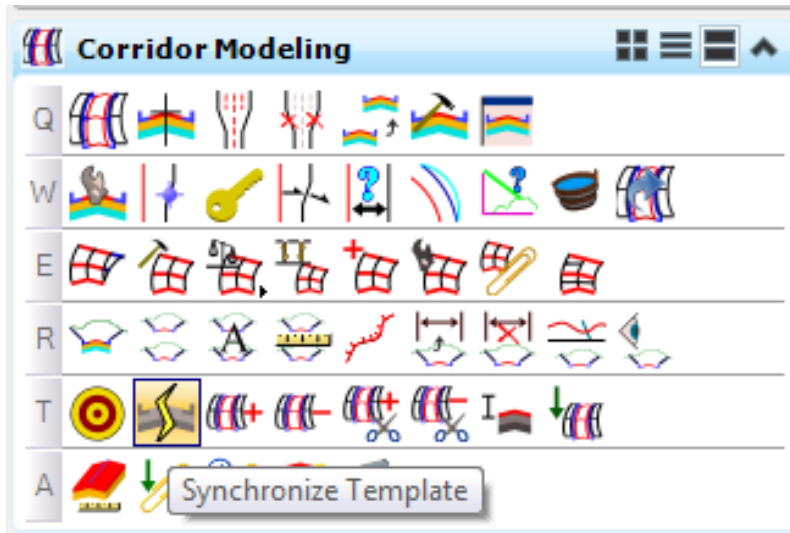 Corridor Modeling
Q
W
E
R
A
T
I
A
Synchronize Template